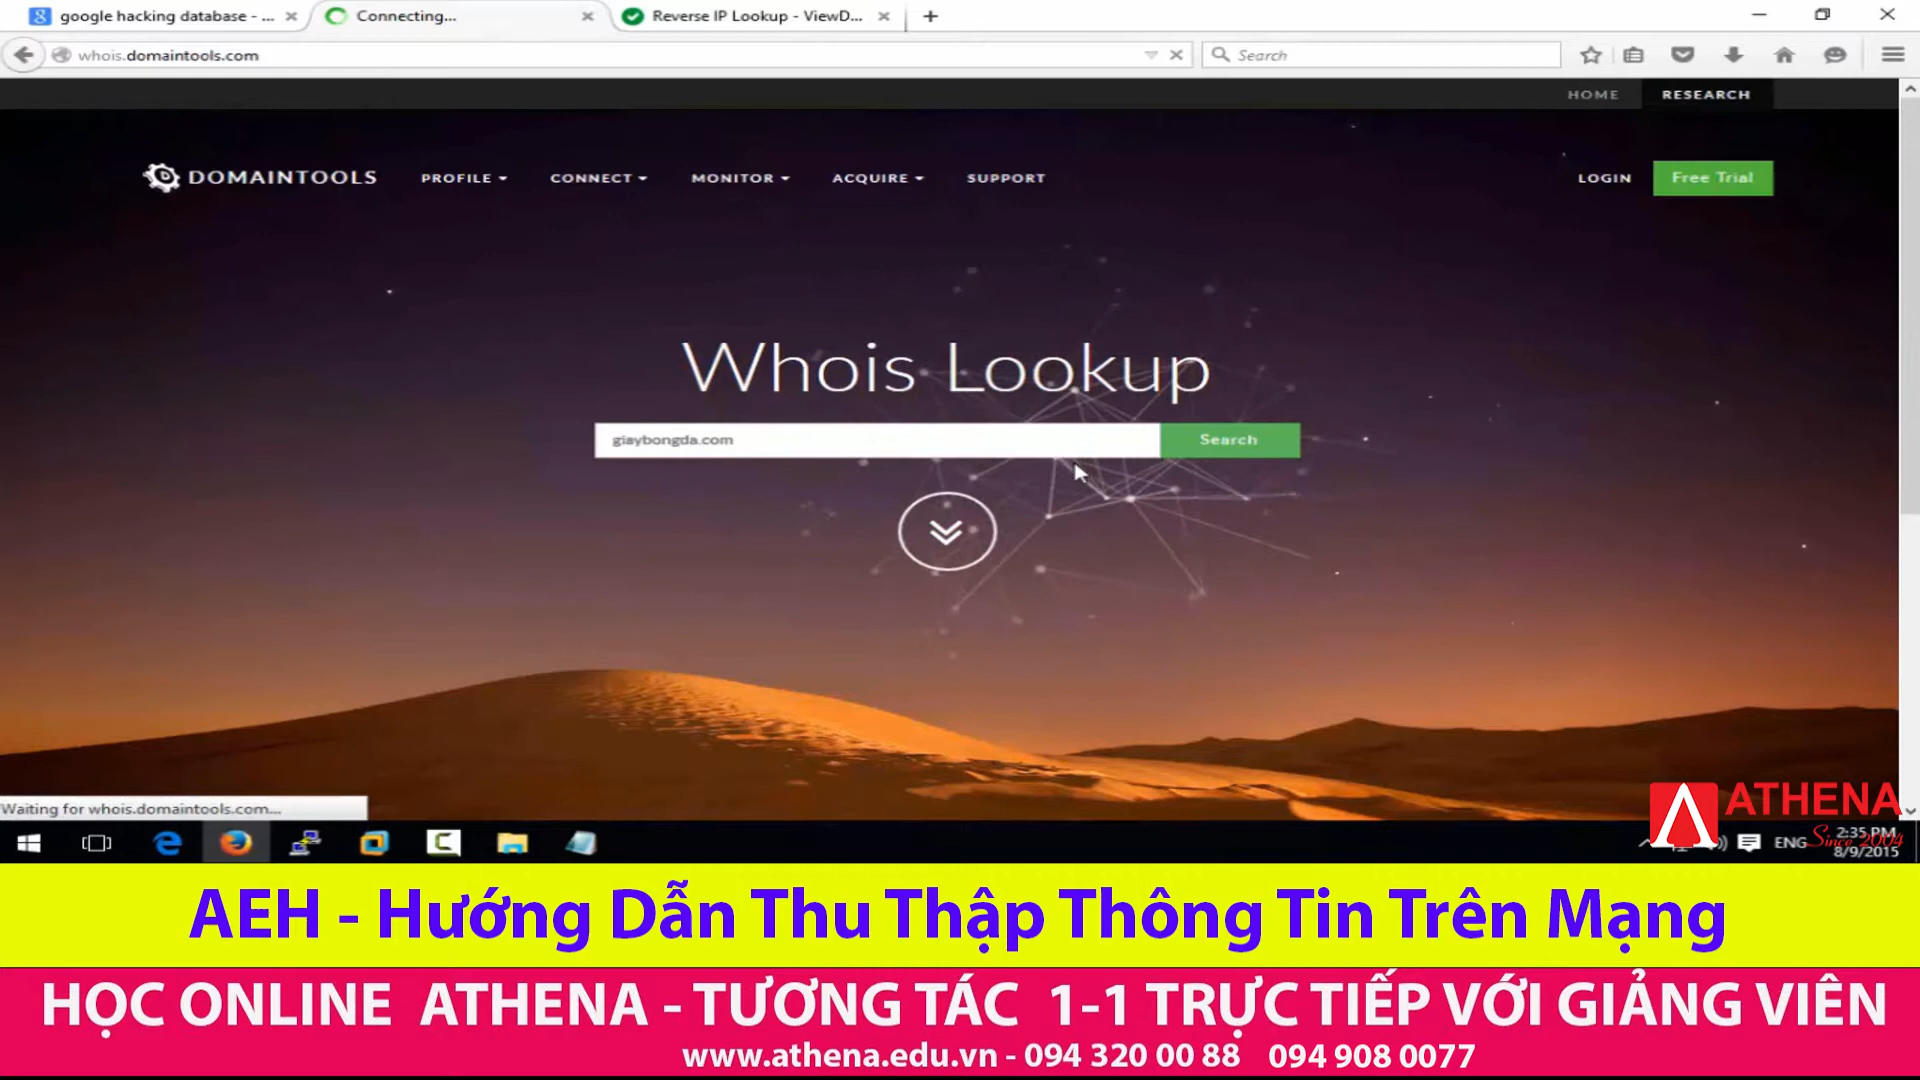 google hacking database - ...
Connecting...
Reverse IP Lookup - ViewD...
whois.domaintools.com
Search
HOME
RESEARCH
DOMAINTOOLS
PROFILE
CONNECT
MONITOR
ACQUIRE
SUPPORT
LOGIN
Free Trial
Whois Lookup
giaybongda.com
Search
Waiting for whois.domaintools.com...
ATHENA
Since 2004
ENG
2:35 PM
8/9/2015
AEH - Hướng Dẫn Thu Thập Thông Tin Trên Mạng
HỌC ONLINE ATHENA - TƯƠNG TÁC 1-1 TRỰC TIẾP VỚI GIẢNG VIÊN
www.athena.edu.vn - 094 320 00 88 094 908 0077